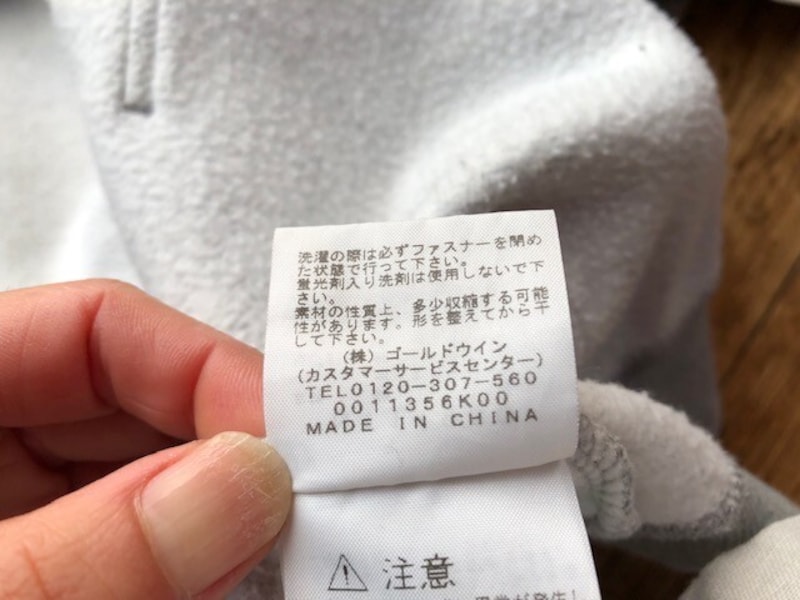 洗濯の際は必ずファスナーを閉め
た状態で行って下さい。
蛍光剤入り洗剤は使用しないで下
さい。
素材の性質上、多少収縮する可能
性があります。形を整えてから干
して下さい。
(株) ゴールドウイン
(カスタマーサービスセンター)
TEL0120-307-560
0011356K00
MADE IN CHINA
注意